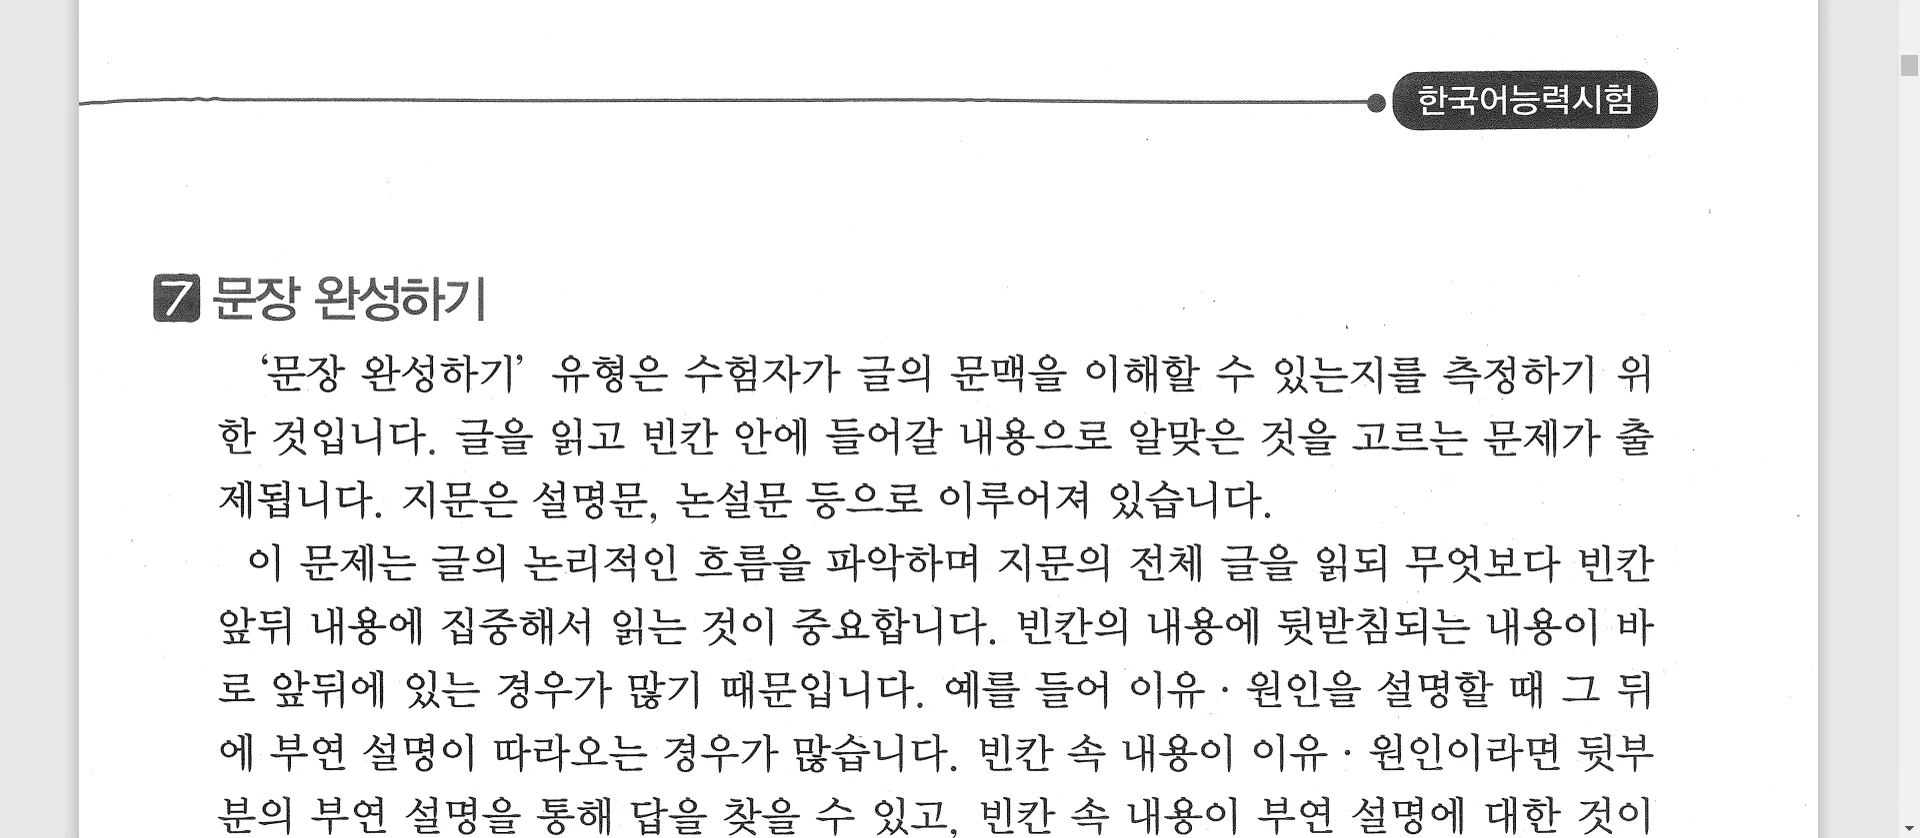 한국어능력시험
7 문장 완성하기
‘문장 완성하기’ 유형은 수험자가 글의 문맥을 이해할 수 있는지를 측정하기 위
한 것입니다. 글을 읽고 빈칸 안에 들어갈 내용으로 알맞은 것을 고르는 문제가 출
제됩니다. 지문은 설명문, 논설문 등으로 이루어져 있습니다.
이 문제는 글의 논리적인 흐름을 파악하며 지문의 전체 글을 읽되 무엇보다 빈칸
앞뒤 내용에 집중해서 읽는 것이 중요합니다. 빈칸의 내용에 뒷받침되는 내용이 바
로 앞뒤에 있는 경우가 많기 때문입니다. 예를 들어 이유 · 원인을 설명할 때 그 뒤
에 부연 설명이 따라오는 경우가 많습니다. 빈칸 속 내용이 이유 · 원인이라면 뒷부
분의 부연 설명을 통해 답을 찾을 수 있고, 빈칸 속 내용이 부연 설명에 대한 것이